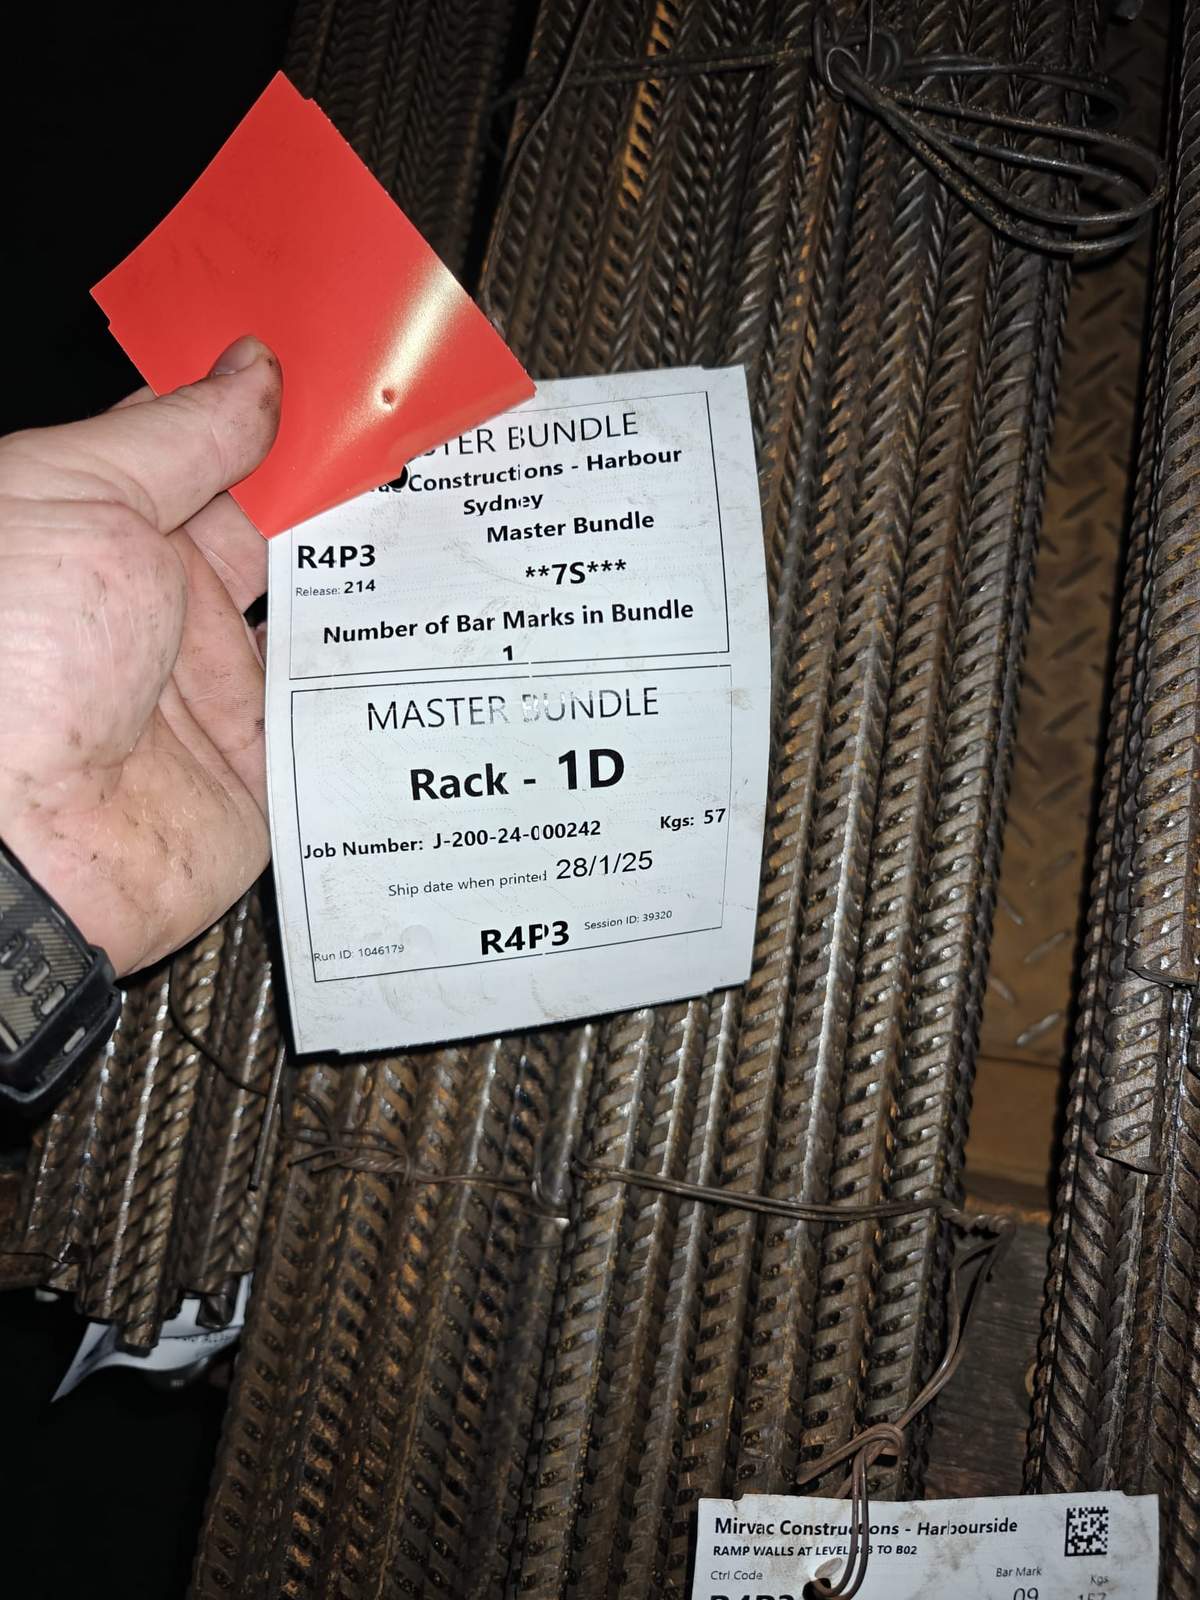 BUNDLE
Constructions - Harbour
Sydney
Master Bundle
R4P3
**7S***
Release: 214
Number of Bar Marks in Bundle
1
MASTER BUNDLE
Rack - 1D
Job Number: J-200-24-000242 Kgs: 57
Ship date when printed 28/1/25
Run ID: 1046179 R4P3 Session ID: 39320
Mirvac Constructions - Harbourside
RAMP WALLS AT LEVEL B03 TO B02
Ctrl Code Bar Mark Kgs
09